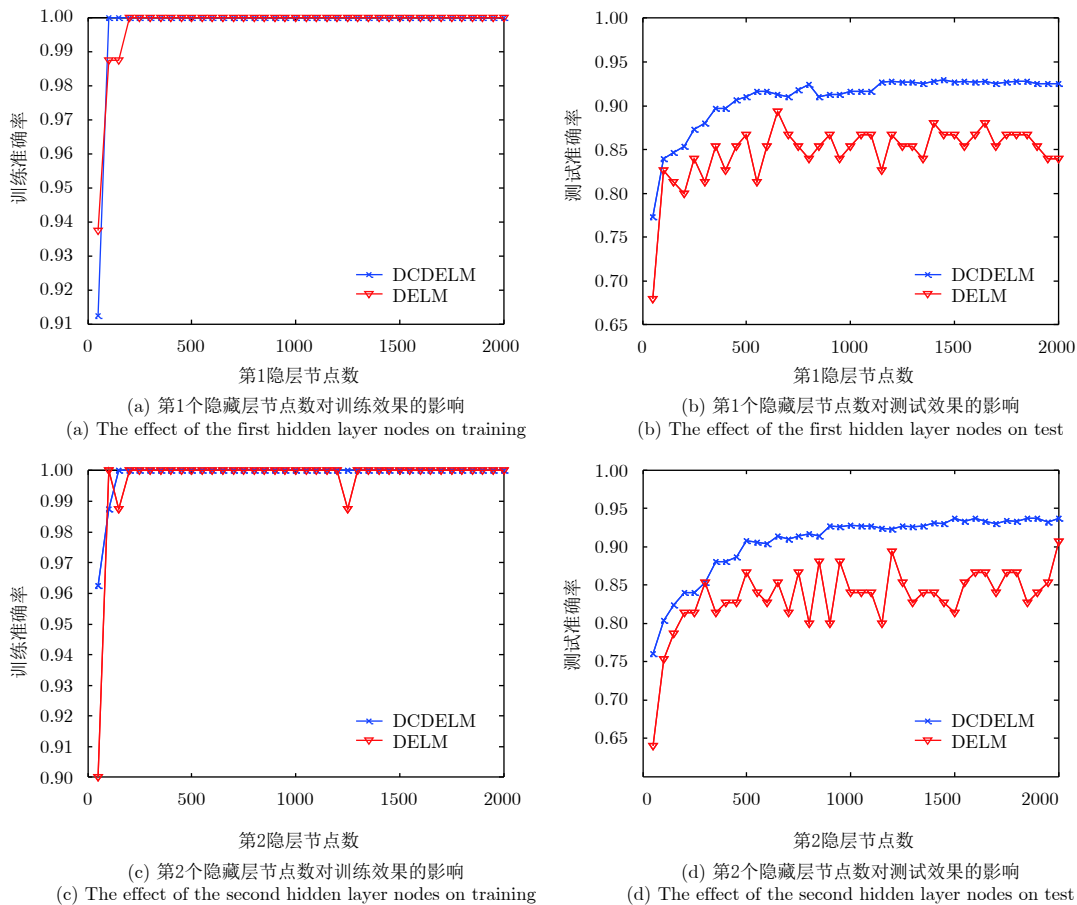 1.00
0.99
0.98
0.97
0.96
0.95
0.94
0.93
0.92
0.91
训练准确率
DCDELM
DELM
0 500 1000 1500 2000
第1隐层节点数
(a) 第1个隐藏层节点数对训练效果的影响
(a) The effect of the first hidden layer nodes on training
1.00
0.95
0.90
0.85
0.80
0.75
0.70
0.65
测试准确率
DCDELM
DELM
0 500 1000 1500 2000
第1隐层节点数
(b) 第1个隐藏层节点数对测试效果的影响
(b) The effect of the first hidden layer nodes on test
1.00
0.99
0.98
0.97
0.96
0.95
0.94
0.93
0.92
0.91
0.90
训练准确率
DCDELM
DELM
0 500 1000 1500 2000
第2隐层节点数
(c) 第2个隐藏层节点数对训练效果的影响
(c) The effect of the second hidden layer nodes on training
1.00
0.95
0.90
0.85
0.80
0.75
0.70
0.65
测试准确率
DCDELM
DELM
0 500 1000 1500 2000
第2隐层节点数
(d) 第2个隐藏层节点数对测试效果的影响
(d) The effect of the second hidden layer nodes on test